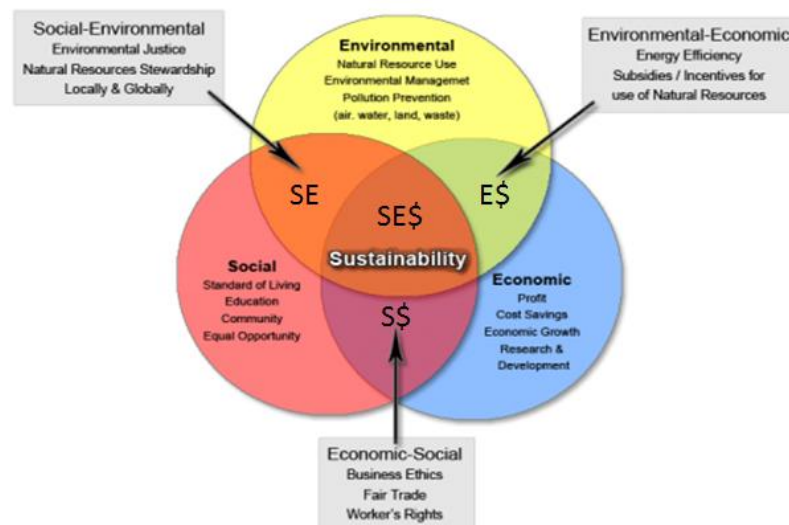 Social-Environmental
Environmental Justice
Natural Resources Stewardship
Locally & Globally
Environmental
Natural Resource Use
Environmental Managemet
Pollution Prevention
(air. water, land, waste)
Environmental-Economic
Energy Efficiency
Subsidies / Incentives for
use of Natural Resources
SE
SE$
E$
Sustainability
Social
Standard of Living
Education
Community
Equal Opportunity
Economic
Profit
Cost Savings
Economic Growth
Research &
Development
S$
Economic-Social
Business Ethics
Fair Trade
Worker's Rights